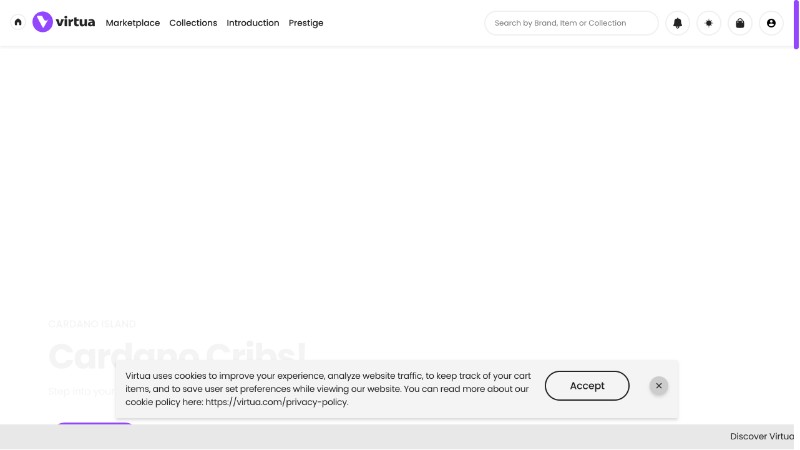 virtua
Marketplace
Collections
Introduction
Prestige
Search by Brand, Item or Collection
CARDANO ISLAND
Cardano Cribs!
Step into your
Virtua uses cookies to improve your experience, analyze website traffic, to keep track of your cart
items, and to save user set preferences while viewing our website. You can read more about our
cookie policy here: https://virtua.com/privacy-policy.
Accept
Discover Virtua